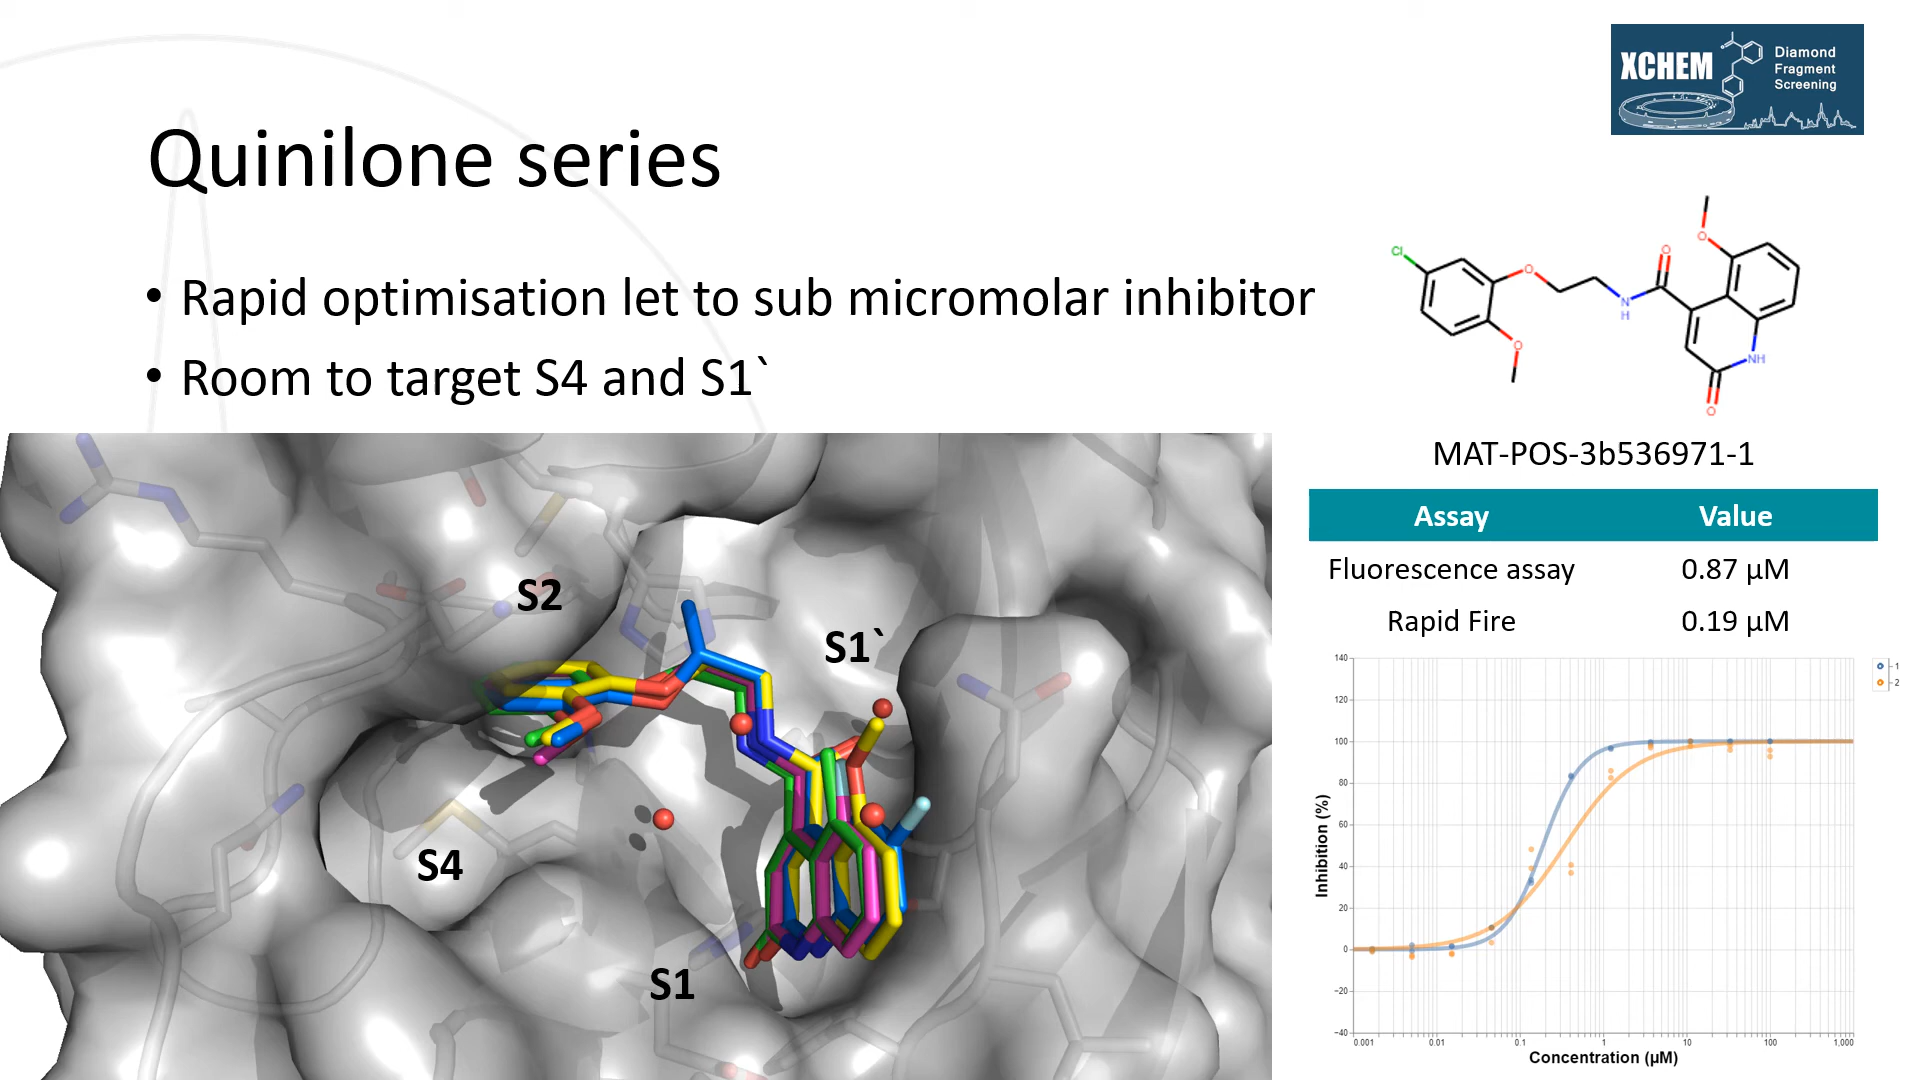 XCHEM
Diamond
Fragment
Screening
Quinilone series
• Rapid optimisation let to sub micromolar inhibitor
• Room to target S4 and S1`
Cl
O
O
O
N
H
O
NH
O
MAT-POS-3b536971-1
Assay Value
Fluorescence assay 0.87 µM
Rapid Fire 0.19 µM
S2
S1`
S4
S1
1
2
140
120
100
80
60
40
20
0
−20
−40
Inhibition (%)
0.001 0.01 0.1 1 10 100 1,000
Concentration (µM)